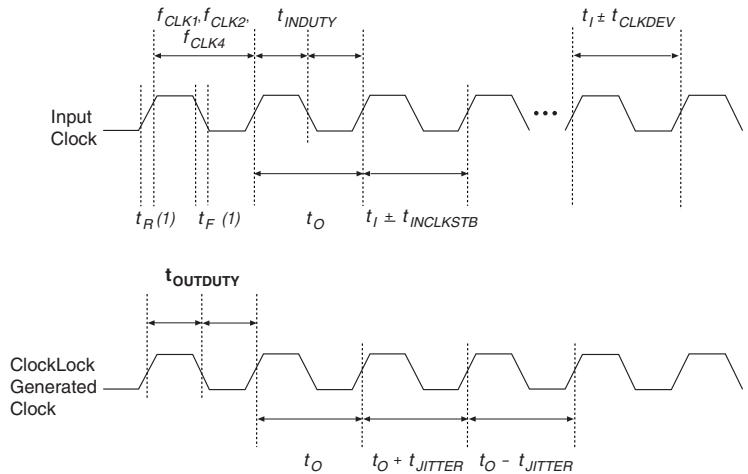 f_CLK1, f_CLK2,
f_CLK4
t_INDUTY
t_I ± t_CLKDEV
Input
Clock
•••
t_R (1)
t_F (1)
t_O
t_I ± t_INCLKSTB
t_OUTDUTY
ClockLock
Generated
Clock
t_O
t_O + t_JITTER
t_O – t_JITTER